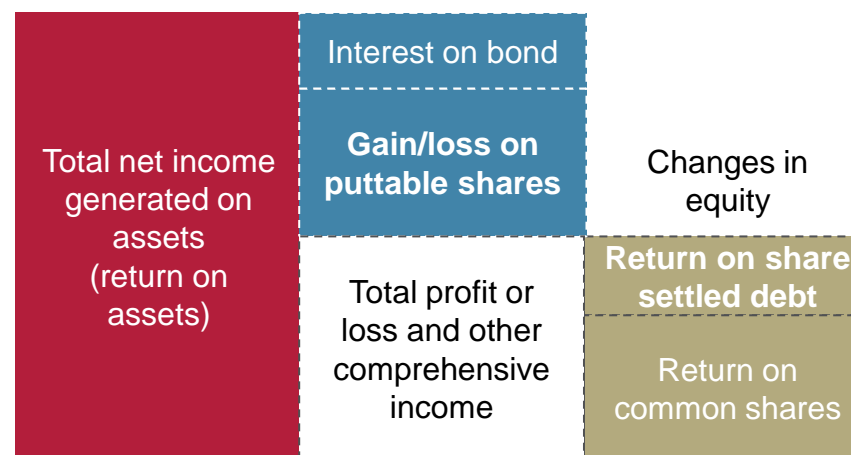 Total net income
generated on
assets
(return on
assets)
Interest on bond
Gain/loss on
puttable shares
Total profit or
loss and other
comprehensive
income
Changes in
equity
Return on share
settled debt
Return on
common shares